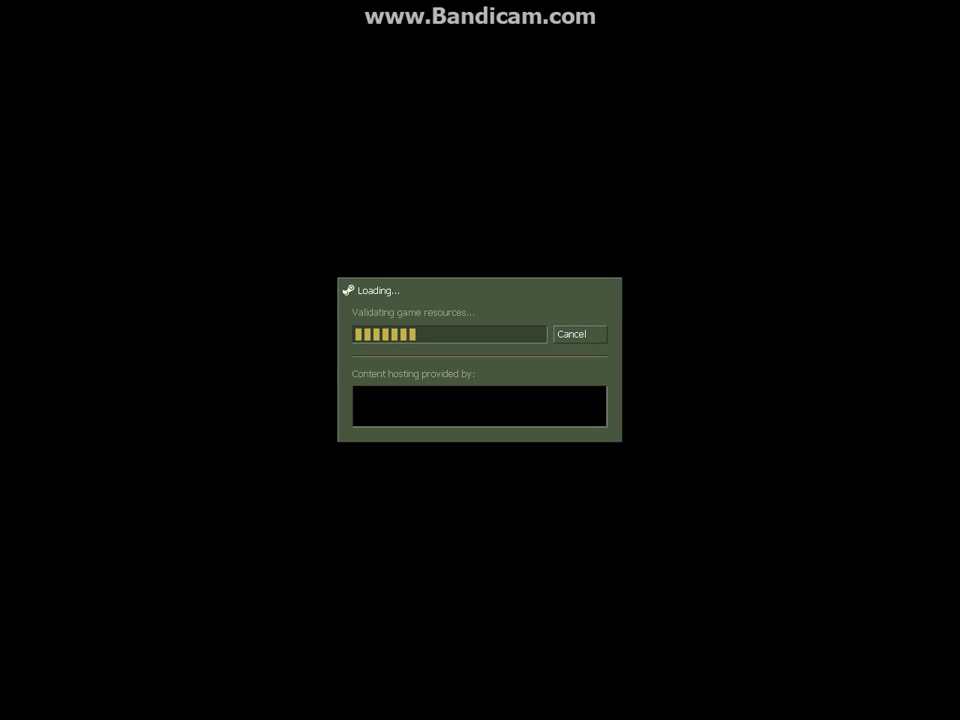 www.Bandicam.com
Loading...
Validating game resources...
Cancel
Content hosting provided by: